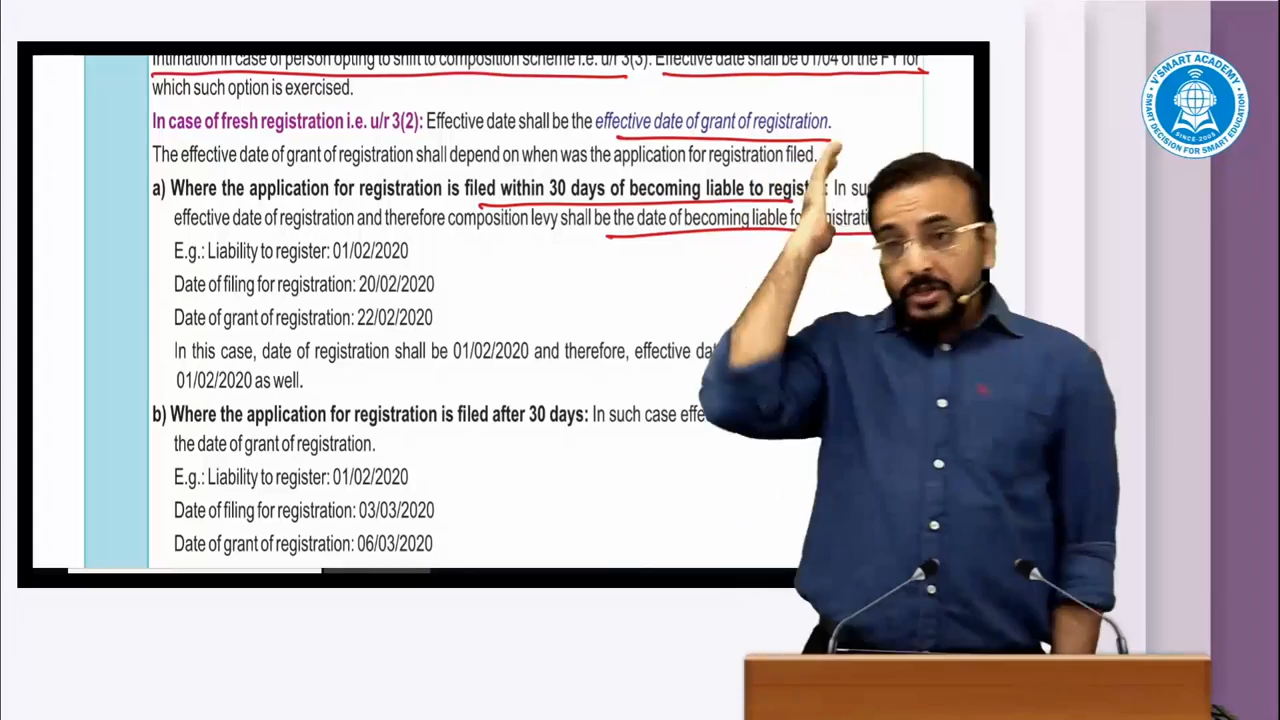 Intimation in case of person opting to shift to composition scheme i.e. u/r 3(3): Effective date shall be 01/04 of the FY for
which such option is exercised.
In case of fresh registration i.e. u/r 3(2): Effective date shall be the effective date of grant of registration.
The effective date of grant of registration shall depend on when was the application for registration filed.
a) Where the application for registration is filed within 30 days of becoming liable to regist : In su
effective date of registration and therefore composition levy shall be the date of becoming liable fo gistrati
E.g.: Liability to register: 01/02/2020
Date of filing for registration: 20/02/2020
Date of grant of registration: 22/02/2020
In this case, date of registration shall be 01/02/2020 and therefore, effective dat
01/02/2020 as well.
b) Where the application for registration is filed after 30 days: In such case effe
the date of grant of registration.
E.g.: Liability to register: 01/02/2020
Date of filing for registration: 03/03/2020
Date of grant of registration: 06/03/2020
V'SMART ACADEMY
SMART DECISION FOR SMART EDUCATION
SINCE-2005